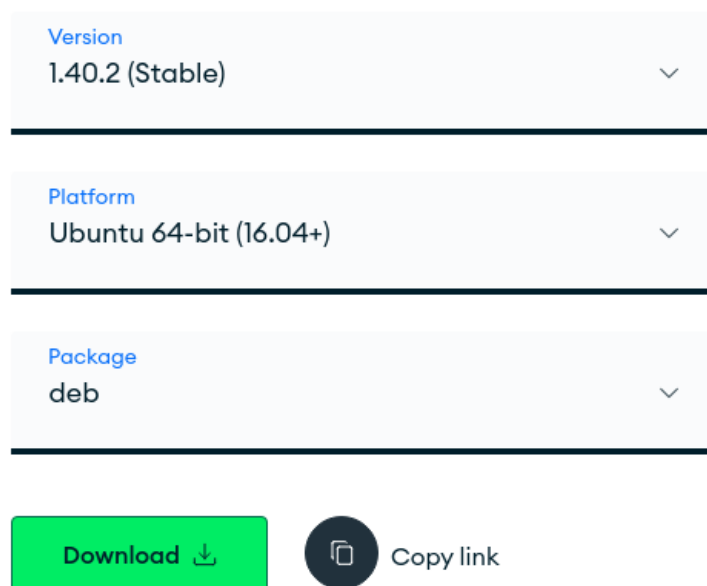 Version
1.40.2 (Stable)
Platform
Ubuntu 64-bit (16.04+)
Package
deb
Download
Copy link